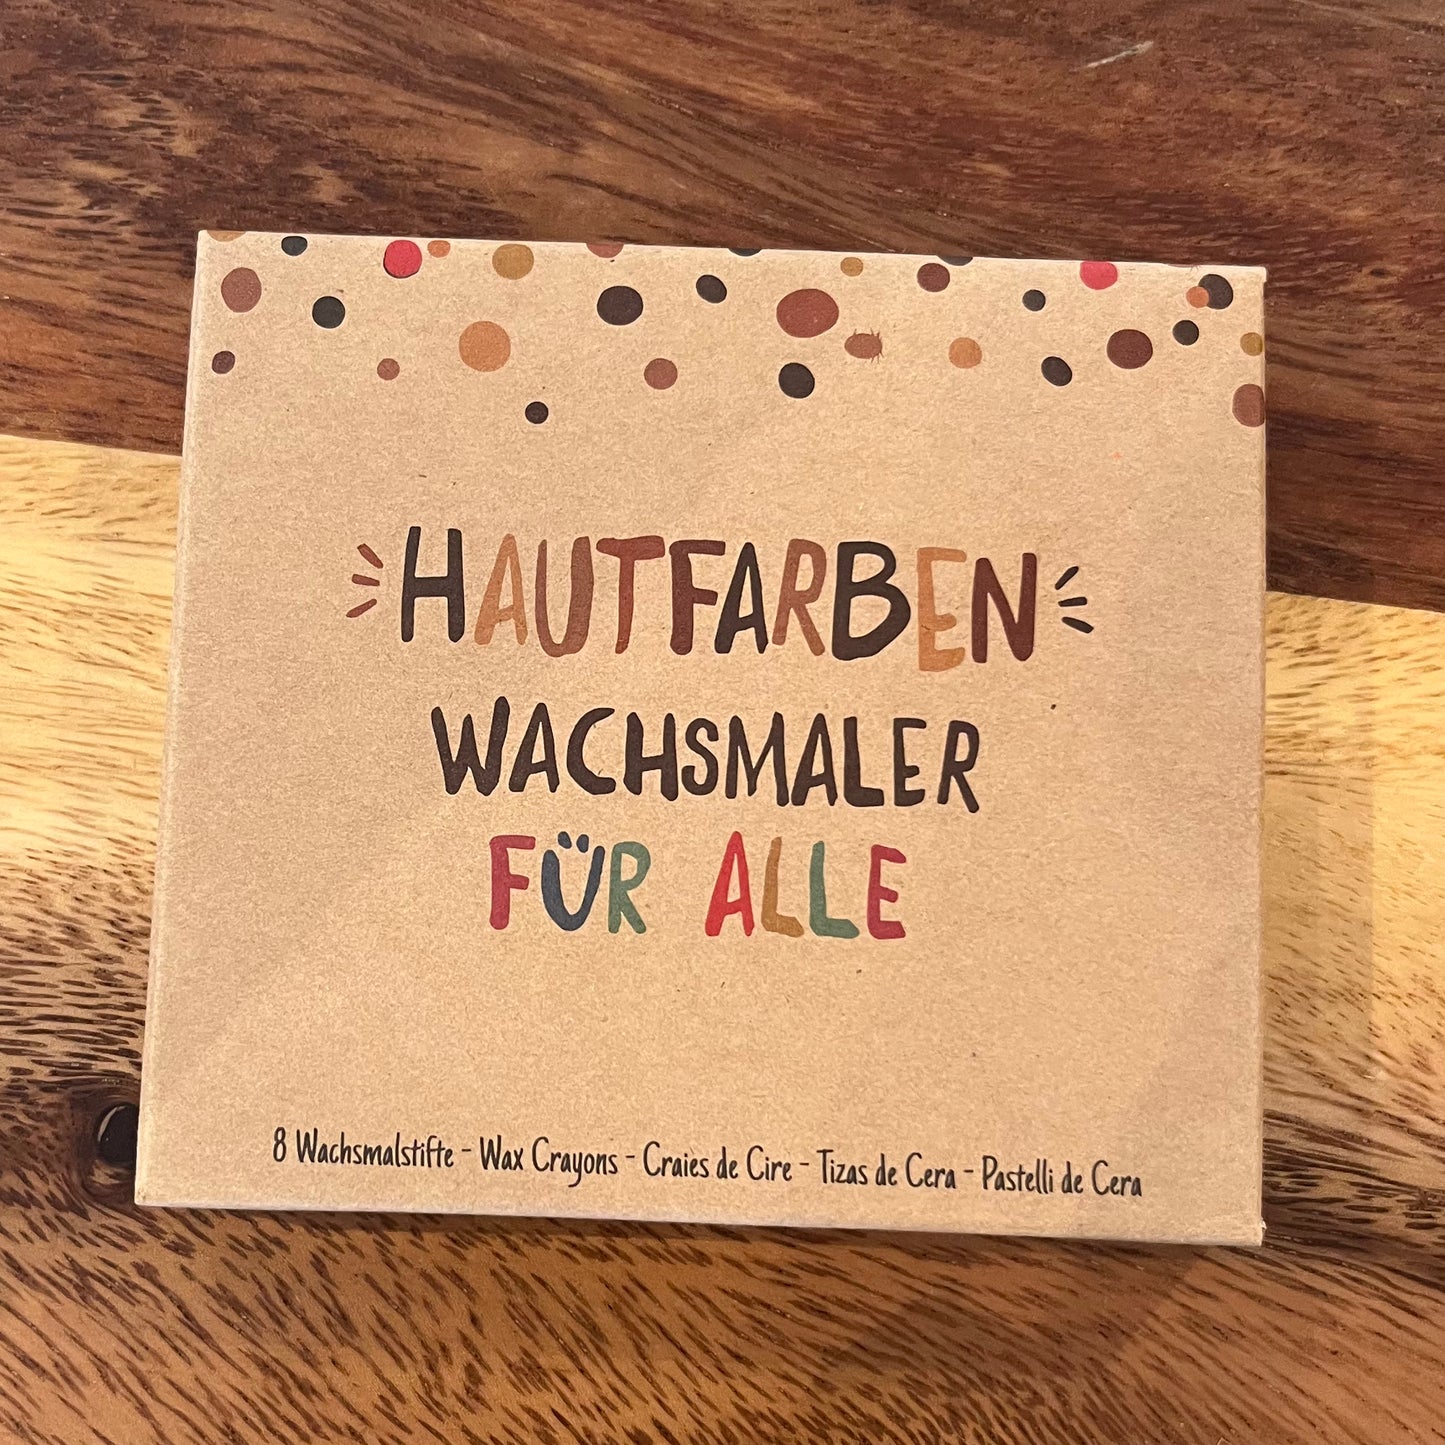 HAUTFARBEN
WACHSMALER
FÜR ALLE
8 Wachsmalstifte - Wax Crayons - Craies de Cire - Tizas de Cera - Pastelli de Cera